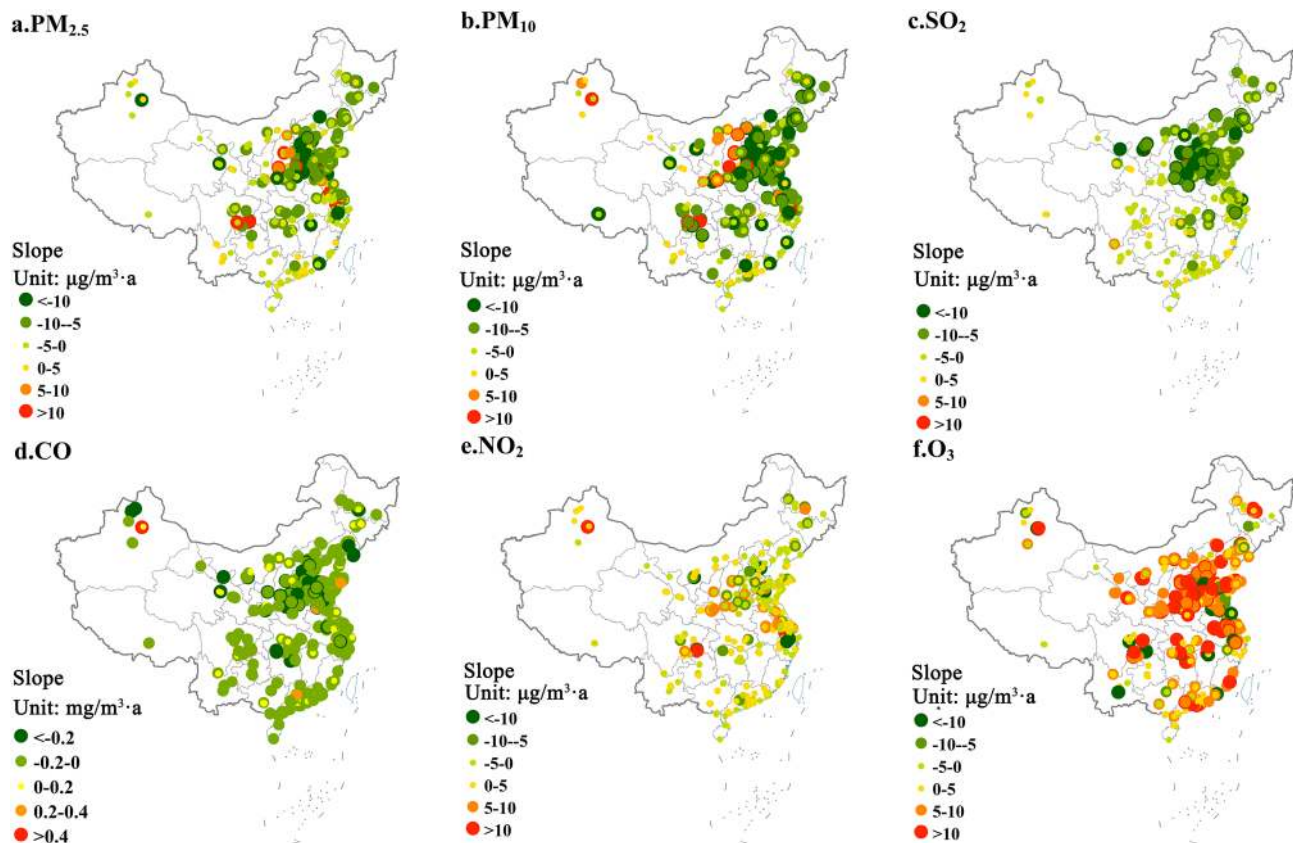 a.PM₂.₅
Slope
Unit: µg/m³·a
<-10
-10--5
-5-0
0-5
5-10
>10
b.PM₁₀
Slope
Unit: µg/m³·a
<-10
-10--5
-5-0
0-5
5-10
>10
c.SO₂
Slope
Unit: µg/m³·a
<-10
-10--5
-5-0
0-5
5-10
>10
d.CO
Slope
Unit: mg/m³·a
<-0.2
-0.2-0
0-0.2
0.2-0.4
>0.4
e.NO₂
Slope
Unit: µg/m³·a
<-10
-10--5
-5-0
0-5
5-10
>10
f.O₃
Slope
Unit: µg/m³·a
<-10
-10--5
-5-0
0-5
5-10
>10